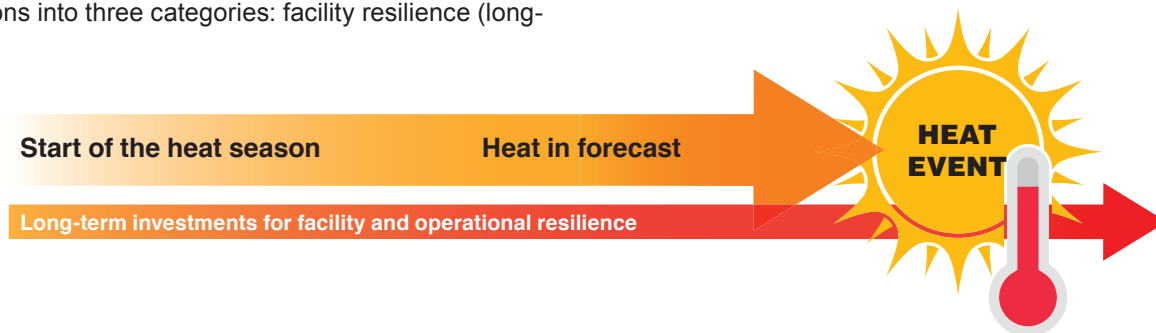 ons into three categories: facility resilience (long-
Start of the heat season
Heat in forecast
HEAT
EVENT
Long-term investments for facility and operational resilience